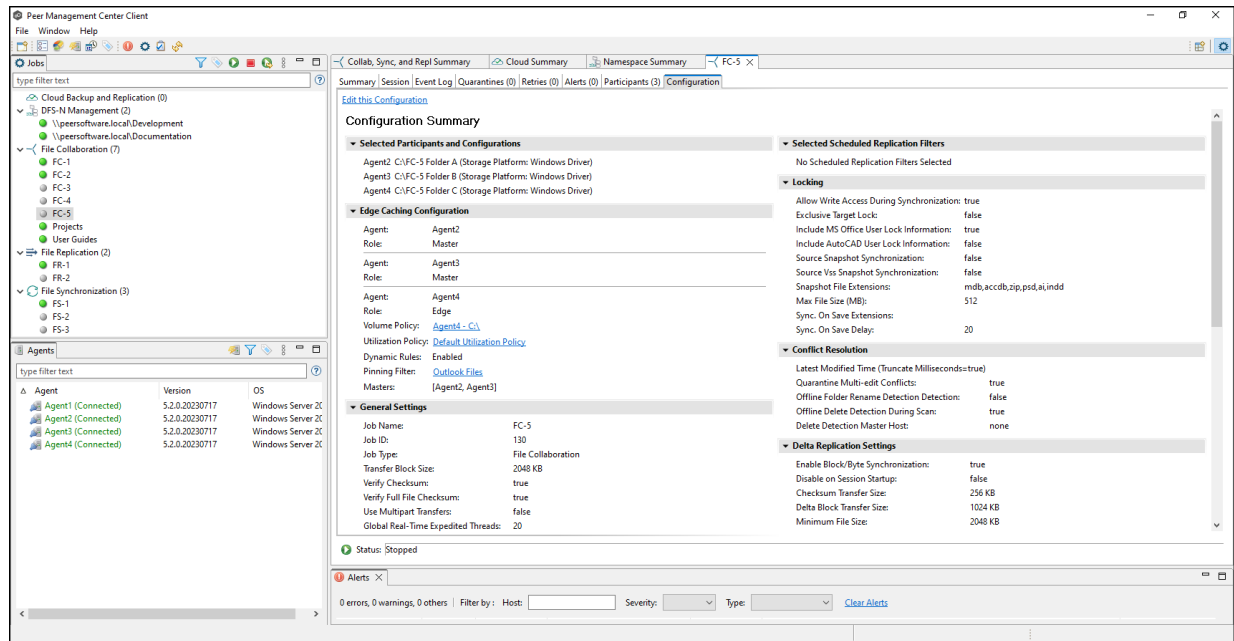 Peer Management Center Client
File Window Help
Jobs
type filter text
Cloud Backup and Replication (0)
DFS-N Management (2)
\\peersoftware.local\Development
\\peersoftware.local\Documentation
File Collaboration (7)
FC-1
FC-2
FC-3
FC-4
FC-5
Projects
User Guides
File Replication (2)
FR-1
FR-2
File Synchronization (3)
FS-1
FS-2
FS-3
Agents
type filter text
Agent Version OS
Agent1 (Connected) 5.2.0.20230717 Windows Server 20
Agent2 (Connected) 5.2.0.20230717 Windows Server 20
Agent3 (Connected) 5.2.0.20230717 Windows Server 20
Agent4 (Connected) 5.2.0.20230717 Windows Server 20
Collab, Sync, and Repl Summary Cloud Summary Namespace Summary FC-5
Summary Session Event Log Quarantines (0) Retries (0) Alerts (0) Participants (3) Configuration
Edit this Configuration
Configuration Summary
Selected Participants and Configurations
Agent2 C:\FC-5 Folder A (Storage Platform: Windows Driver)
Agent3 C:\FC-5 Folder B (Storage Platform: Windows Driver)
Agent4 C:\FC-5 Folder C (Storage Platform: Windows Driver)
Edge Caching Configuration
Agent: Agent2
Role: Master
Agent: Agent3
Role: Master
Agent: Agent4
Role: Edge
Volume Policy: Agent4 - C:\
Utilization Policy: Default Utilization Policy
Dynamic Rules: Enabled
Pinning Filter: Outlook Files
Masters: [Agent2, Agent3]
General Settings
Job Name: FC-5
Job ID: 130
Job Type: File Collaboration
Transfer Block Size: 2048 KB
Verify Checksum: true
Verify Full File Checksum: true
Use Multipart Transfers: false
Global Real-Time Expedited Threads: 20
Selected Scheduled Replication Filters
No Scheduled Replication Filters Selected
Locking
Allow Write Access During Synchronization: true
Exclusive Target Lock: false
Include MS Office User Lock Information: true
Include AutoCAD User Lock Information: false
Source Snapshot Synchronization: false
Source Vss Snapshot Synchronization: false
Snapshot File Extensions: mdb,accdb,zip,psd,ai,indd
Max File Size (MB): 512
Sync. On Save Extensions:
Sync. On Save Delay: 20
Conflict Resolution
Latest Modified Time (Truncate Milliseconds=true)
Quarantine Multi-edit Conflicts: true
Offline Folder Rename Detection Detection: false
Offline Delete Detection During Scan: true
Delete Detection Master Host: none
Delta Replication Settings
Enable Block/Byte Synchronization: true
Disable on Session Startup: false
Checksum Transfer Size: 256 KB
Delta Block Transfer Size: 1024 KB
Minimum File Size: 2048 KB
Status: Stopped
Alerts
0 errors, 0 warnings, 0 others Filter by : Host: Severity: Type: Clear Alerts